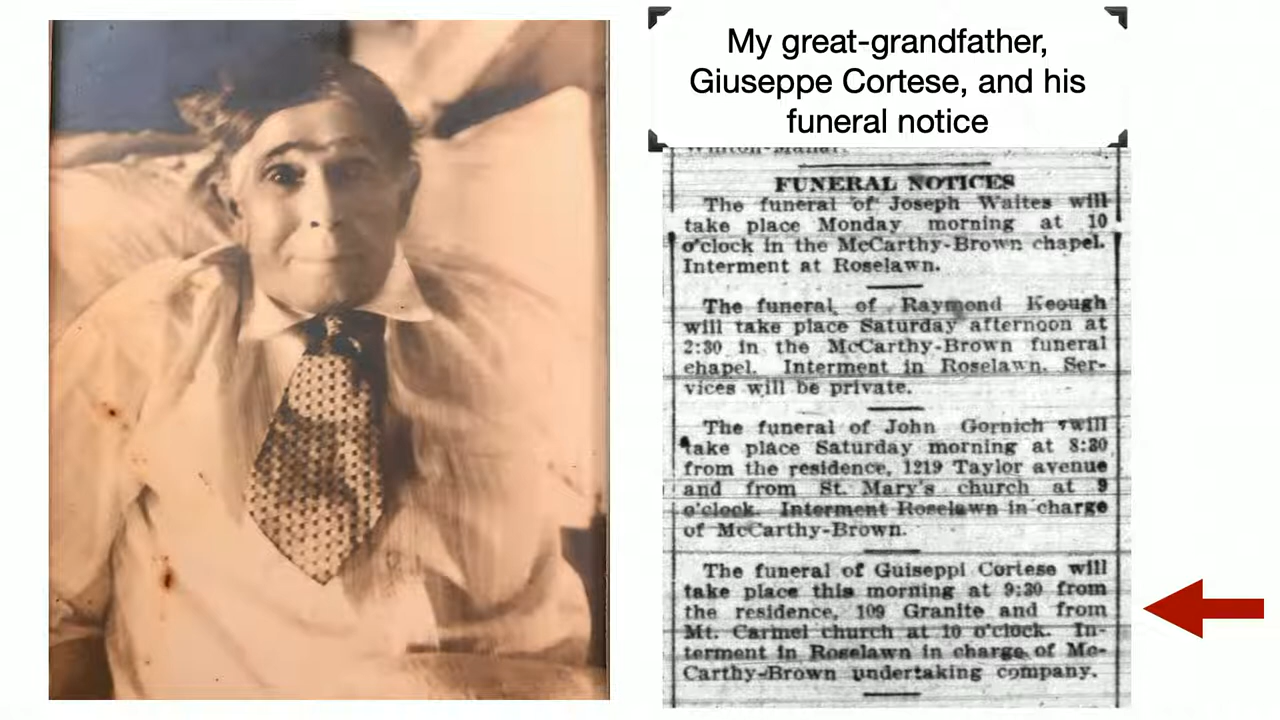 My great-grandfather,
Giuseppe Cortese, and his
funeral notice
FUNERAL NOTICES
The funeral of Joseph Waites will
take place Monday morning at 10
o'clock in the McCarthy-Brown chapel.
Interment at Roselawn.
The funeral of Raymond Keough
will take place Saturday afternoon at
2:30 in the McCarthy-Brown funeral
chapel. Interment in Roselawn. Ser-
vices will be private.
The funeral of John Gornich will
take place Saturday morning at 8:30
from the residence, 1219 Taylor avenue
and from St. Mary's church at 9
o'clock. Interment Roselawn in charge
of McCarthy-Brown.
The funeral of Guiseppi Cortese will
take place this morning at 9:30 from
the residence, 109 Granite and from
Mt. Carmel church at 10 o'clock. In-
terment in Roselawn in charge of Mc-
Carthy-Brown undertaking company.